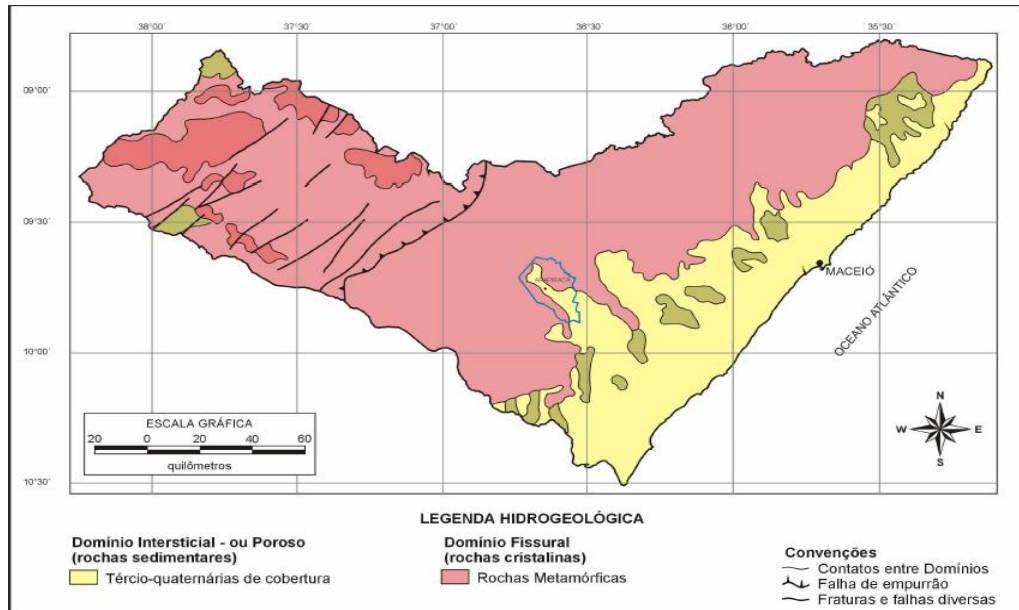 38°00' 37°30' 37°00' 36°30' 36°00' 35°30'
09°00'
09°30'
ARAPIRACA
MACEIÓ
OCEANO ATLÂNTICO
10°00'
ESCALA GRÁFICA
20 0 20 40 60
quilômetros
N
W E
S
10°30'
LEGENDA HIDROGEOLÓGICA
Domínio Intersticial - ou Poroso
(rochas sedimentares)
Tércio-quaternárias de cobertura
Domínio Fissural
(rochas cristalinas)
Rochas Metamórficas
Convenções
Contatos entre Domínios
Falha de empurrão
Fraturas e falhas diversas